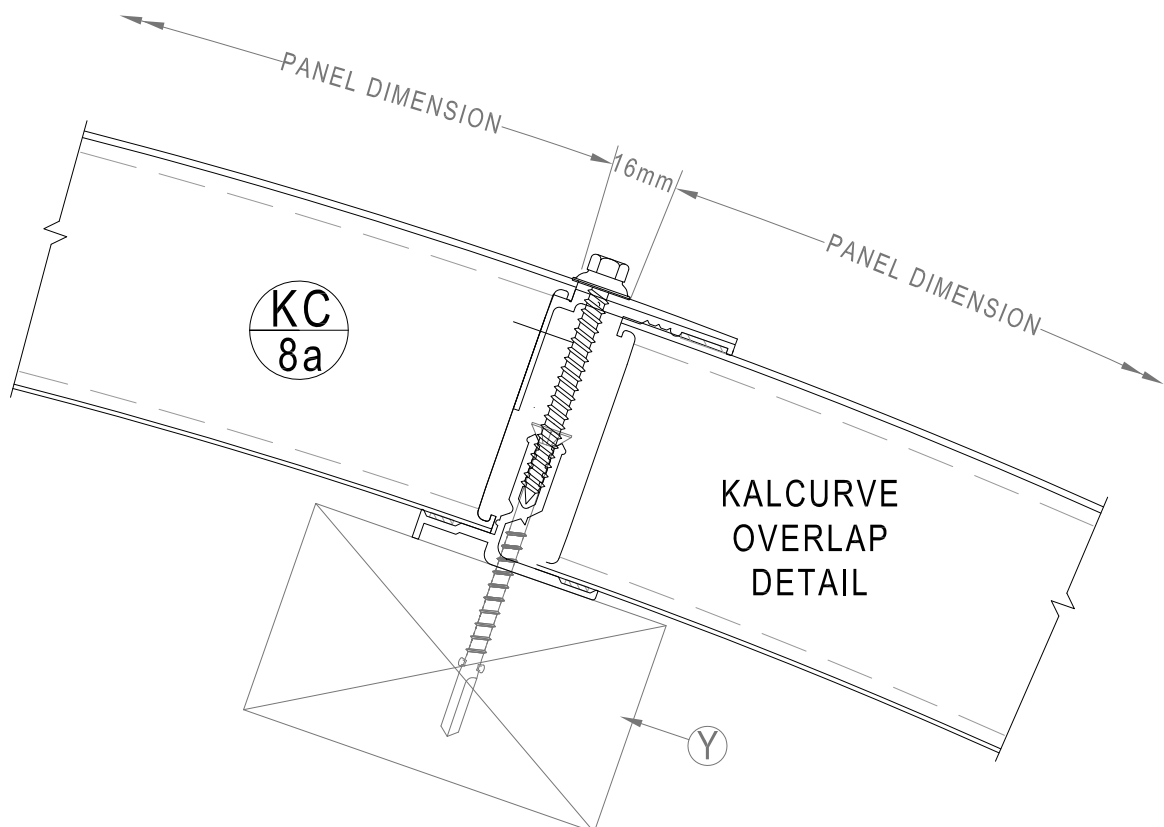 PANEL DIMENSION
16mm
PANEL DIMENSION
KC
8a
KALCURVE
OVERLAP
DETAIL
Y